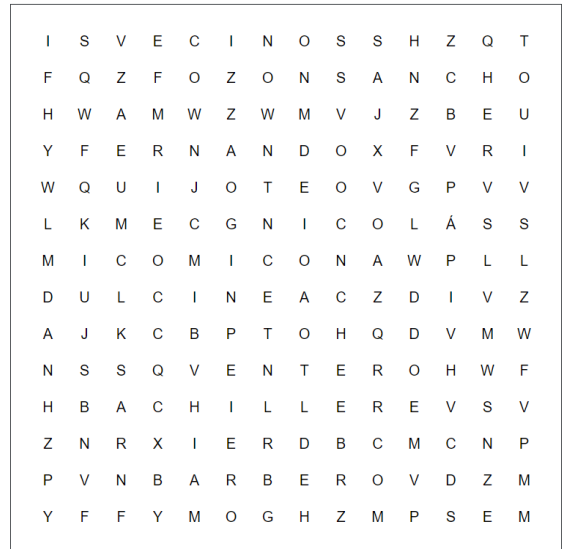 I S V E C I N O S S H Z Q T
F Q Z F O Z O N S A N C H O
H W A M W Z W M V J Z B E U
Y F E R N A N D O X F V R I
W Q U I J O T E O V G P V V
L K M E C G N I C O L Á S S
M I C O M I C O N A W P L L
D U L C I N E A C Z D I V Z
A J K C B P T O H Q D V M W
N S S Q V E N T E R O H W F
H B A C H I L L E R E V S V
Z N R X I E R D B C M C N P
P V N B A R B E R O V D Z M
Y F F Y M O G H Z M P S E M